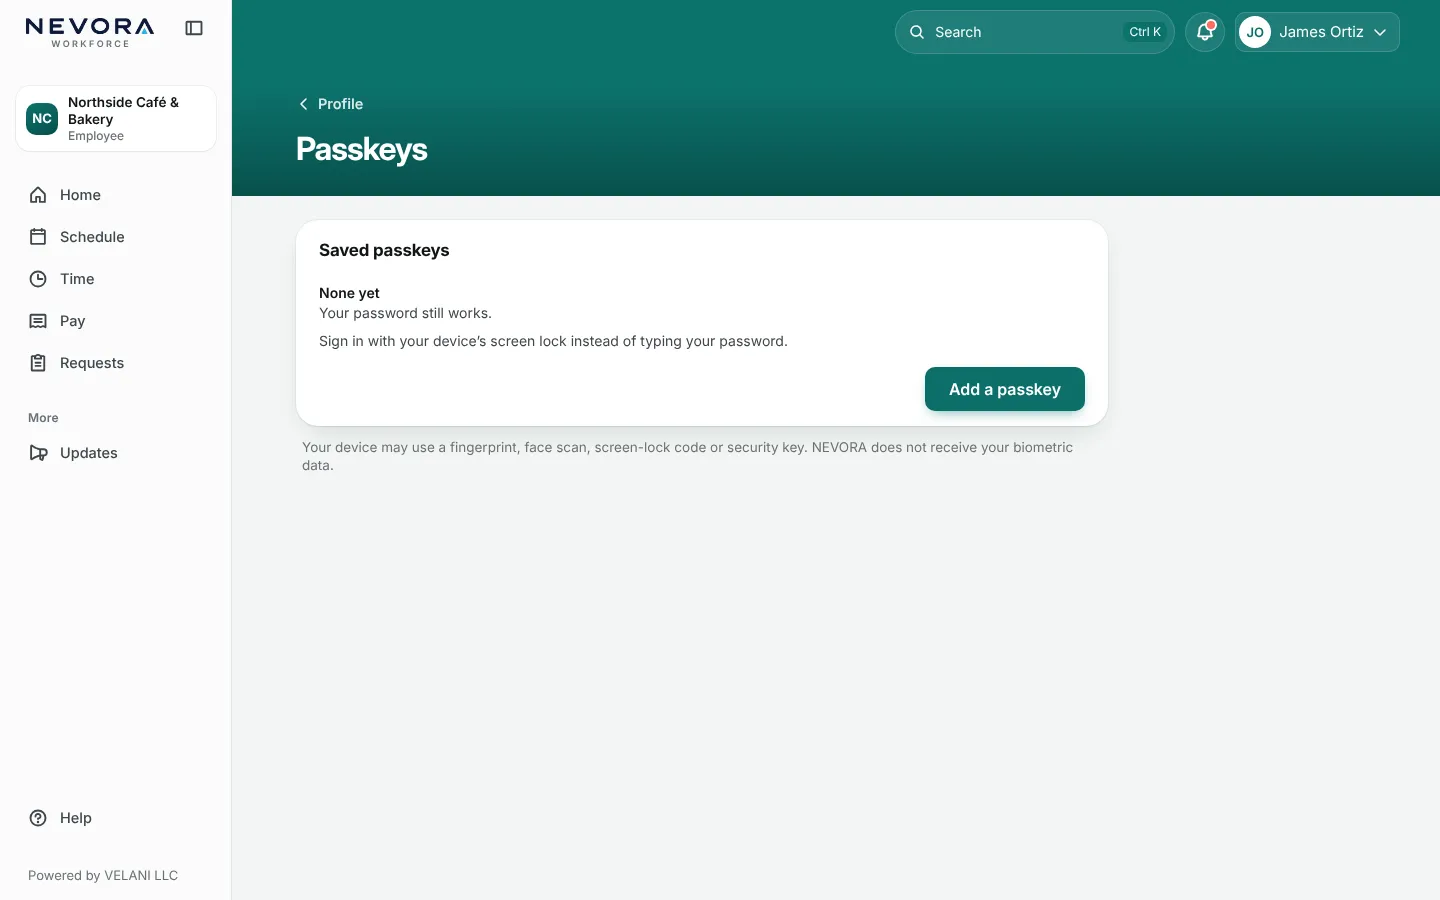 NEVORA
WORKFORCE
Search
Ctrl K
JO
James Ortiz
NC
Northside Café &
Bakery
Employee
Profile
Passkeys
Home
Schedule
Time
Pay
Requests
More
Updates
Saved passkeys
None yet
Your password still works.
Sign in with your device’s screen lock instead of typing your password.
Add a passkey
Your device may use a fingerprint, face scan, screen-lock code or security key. NEVORA does not receive your biometric
data.
Help
Powered by VELANI LLC